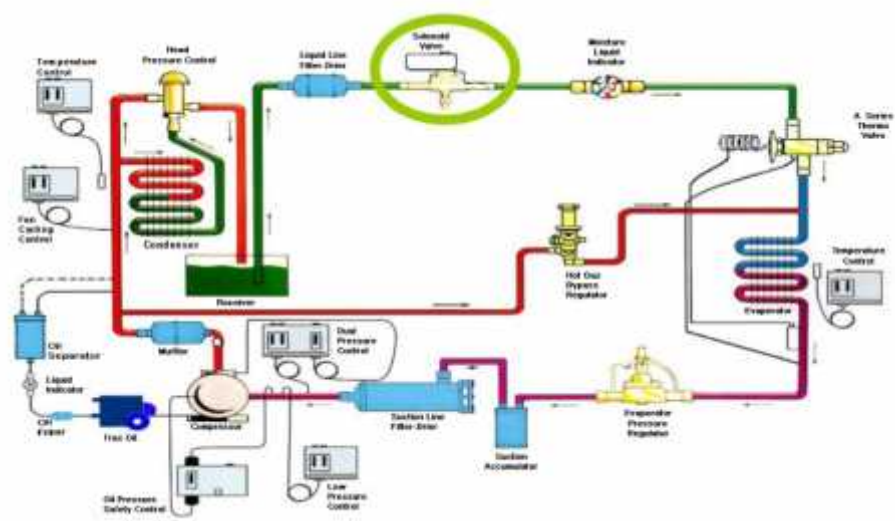 Head
Pressure Control
Temperature
Control
Liquid Line
Filter-Drier
Solenoid
Valve
Moisture
Liquid
Indicator
A Series
Thermo
Valve
Fan
Cycling
Control
Condenser
Receiver
Hot Gas
Bypass
Regulator
Temperature
Control
Evaporator
Oil
Separator
Muffler
Dual
Pressure
Control
Liquid
Indicator
Oil
Trax Oil
Compressor
Suction Line
Filter-Drier
Suction
Accumulator
Evaporator
Pressure
Regulator
Oil Pressure
Safety Control
Low
Pressure
Control